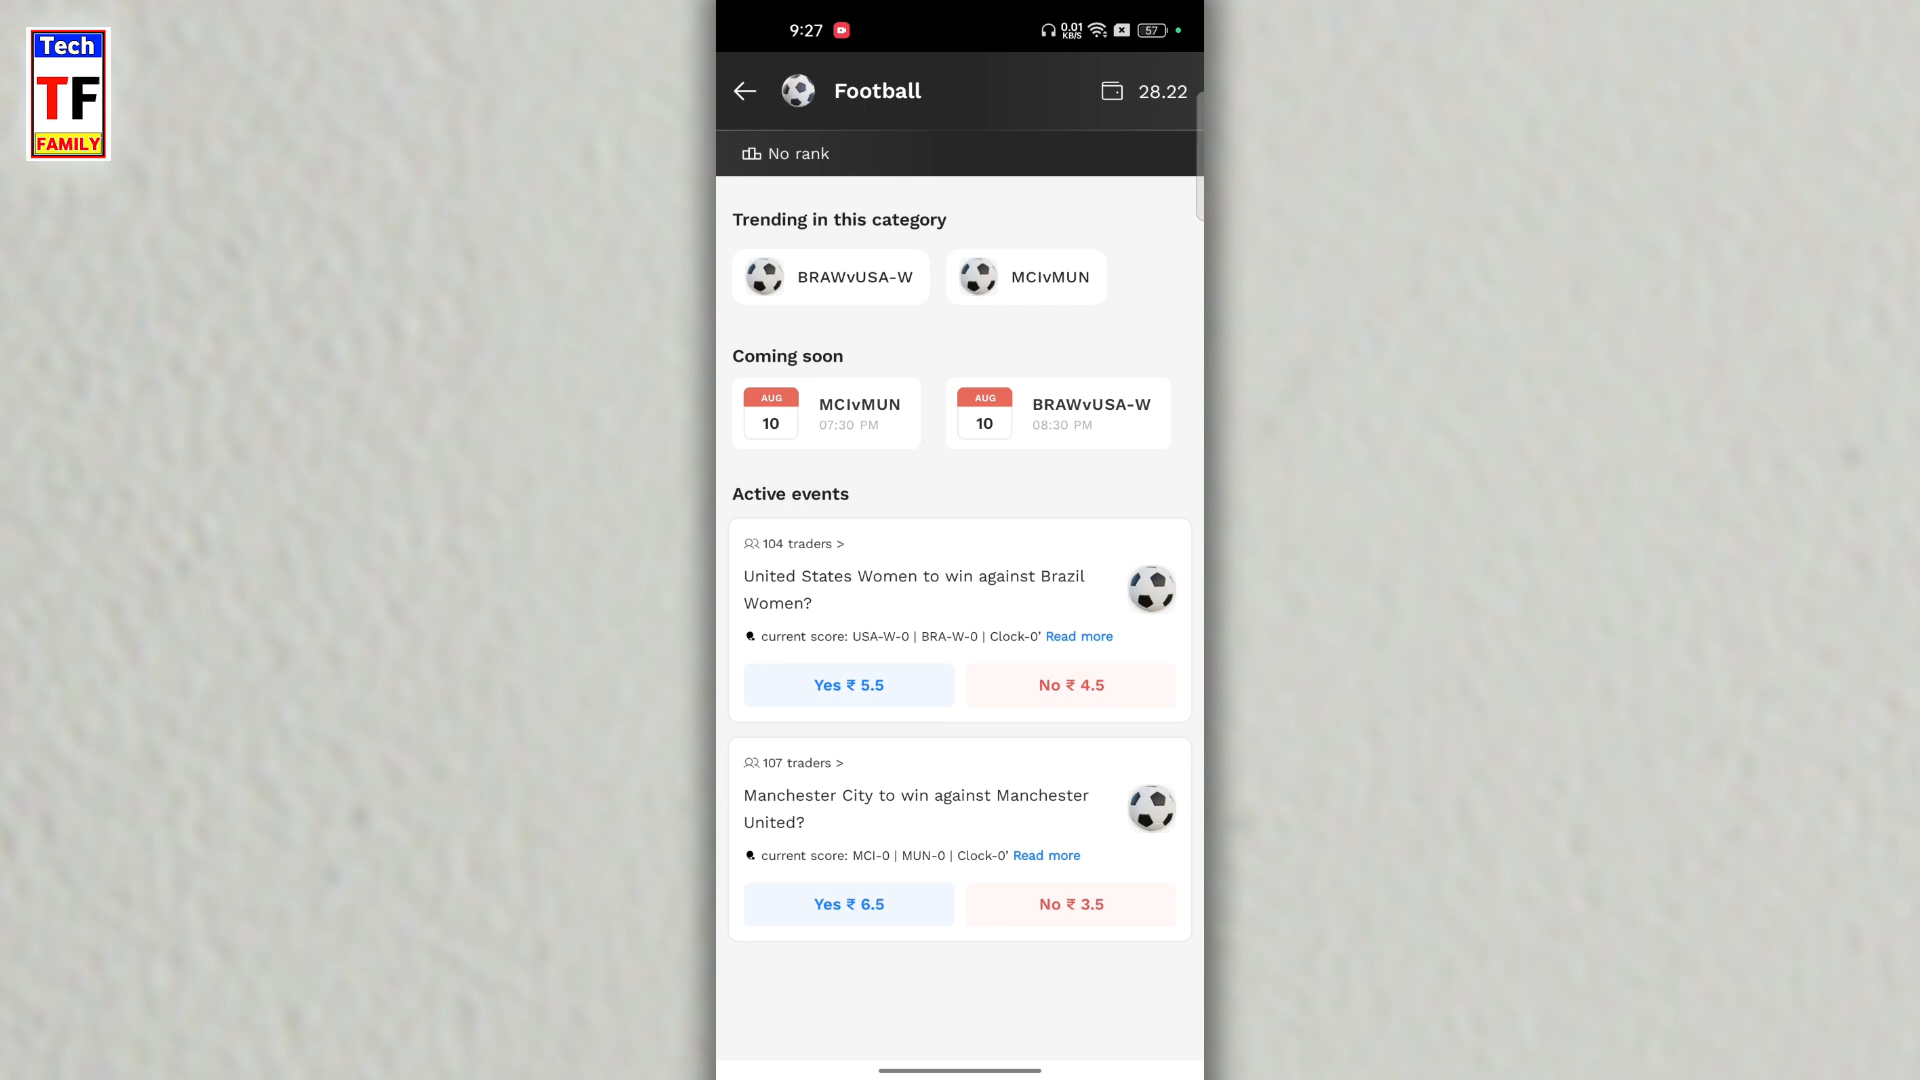 Tech
TF
FAMILY
9:27
0.01
KB/S
57
Football
28.22
No rank
Trending in this category
BRAWvUSA-W
MCIvMUN
Coming soon
AUG
10
MCIvMUN
07:30 PM
AUG
10
BRAWvUSA-W
08:30 PM
Active events
104 traders >
United States Women to win against Brazil
Women?
current score: USA-W-0 | BRA-W-0 | Clock-0’ Read more
Yes ₹ 5.5
No ₹ 4.5
107 traders >
Manchester City to win against Manchester
United?
current score: MCI-0 | MUN-0 | Clock-0’ Read more
Yes ₹ 6.5
No ₹ 3.5